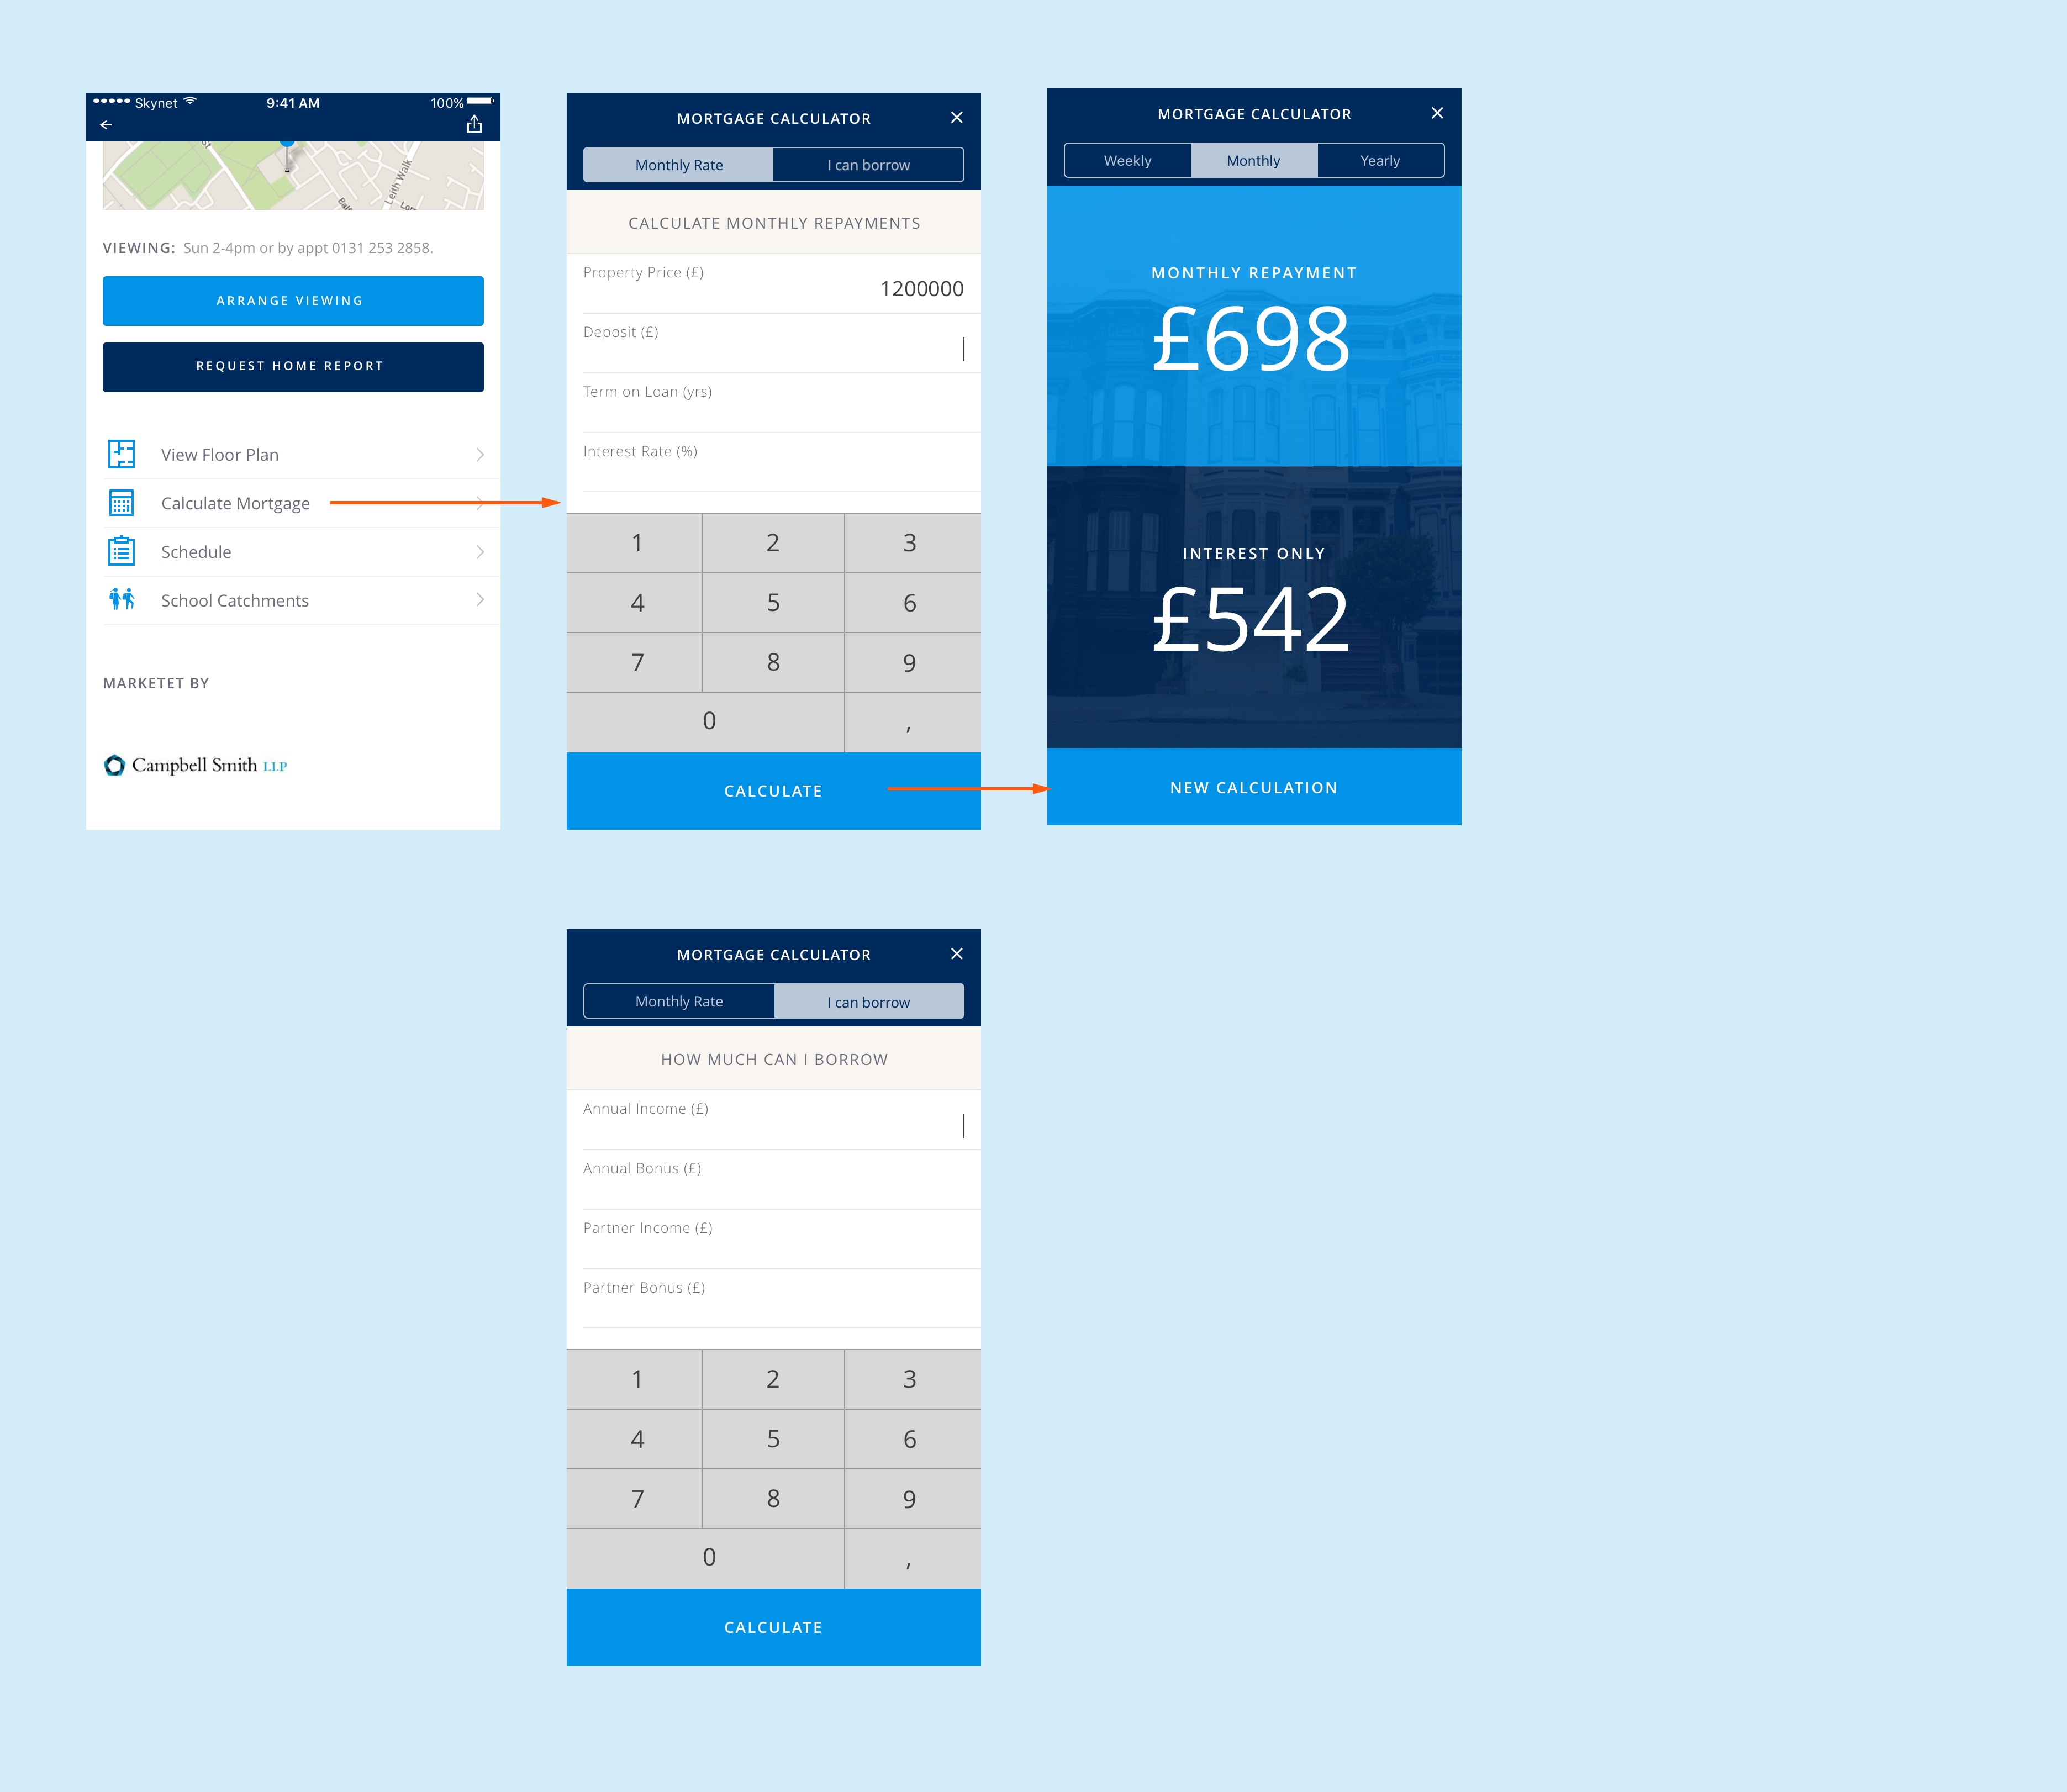 Skynet 9:41 AM 100%
St
Leith Walk
VIEWING: Sun 2-4pm or by appt 0131 253 2858.
ARRANGE VIEWING
REQUEST HOME REPORT
View Floor Plan
Calculate Mortgage
Schedule
School Catchments
MARKETET BY
Campbell Smith LLP
MORTGAGE CALCULATOR
Monthly Rate I can borrow
CALCULATE MONTHLY REPAYMENTS
Property Price (£)
1200000
Deposit (£)
Term on Loan (yrs)
Interest Rate (%)
1 2 3
4 5 6
7 8 9
0 ,
CALCULATE
MORTGAGE CALCULATOR
Weekly Monthly Yearly
MONTHLY REPAYMENT
£698
INTEREST ONLY
£542
NEW CALCULATION
MORTGAGE CALCULATOR
Monthly Rate I can borrow
HOW MUCH CAN I BORROW
Annual Income (£)
Annual Bonus (£)
Partner Income (£)
Partner Bonus (£)
1 2 3
4 5 6
7 8 9
0 ,
CALCULATE